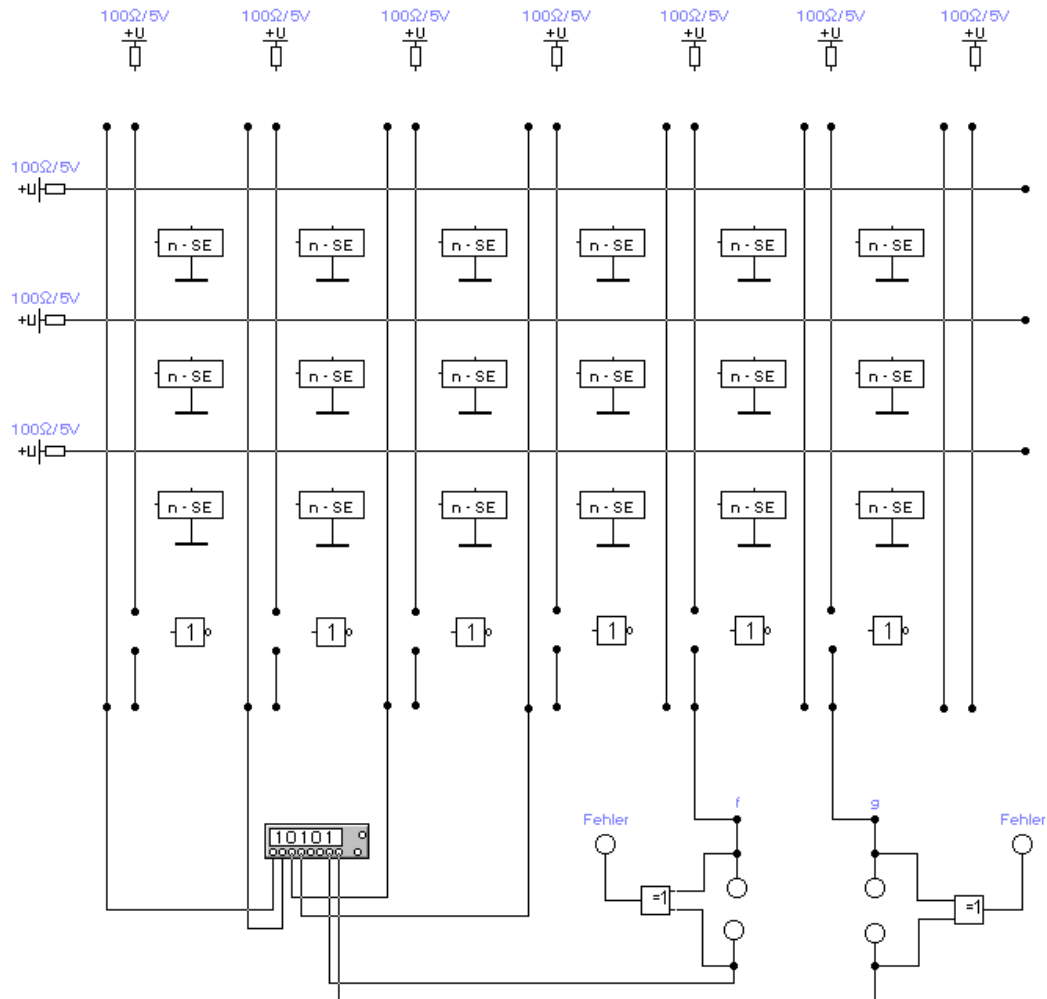 100Ω/5V 100Ω/5V 100Ω/5V 100Ω/5V 100Ω/5V 100Ω/5V 100Ω/5V
+U +U +U +U +U +U +U
100Ω/5V
+U
n - SE n - SE n - SE n - SE n - SE n - SE
100Ω/5V
+U
n - SE n - SE n - SE n - SE n - SE n - SE
100Ω/5V
+U
n - SE n - SE n - SE n - SE n - SE n - SE
1 1 1 1 1 1
f g
Fehler Fehler
10101
=1 =1